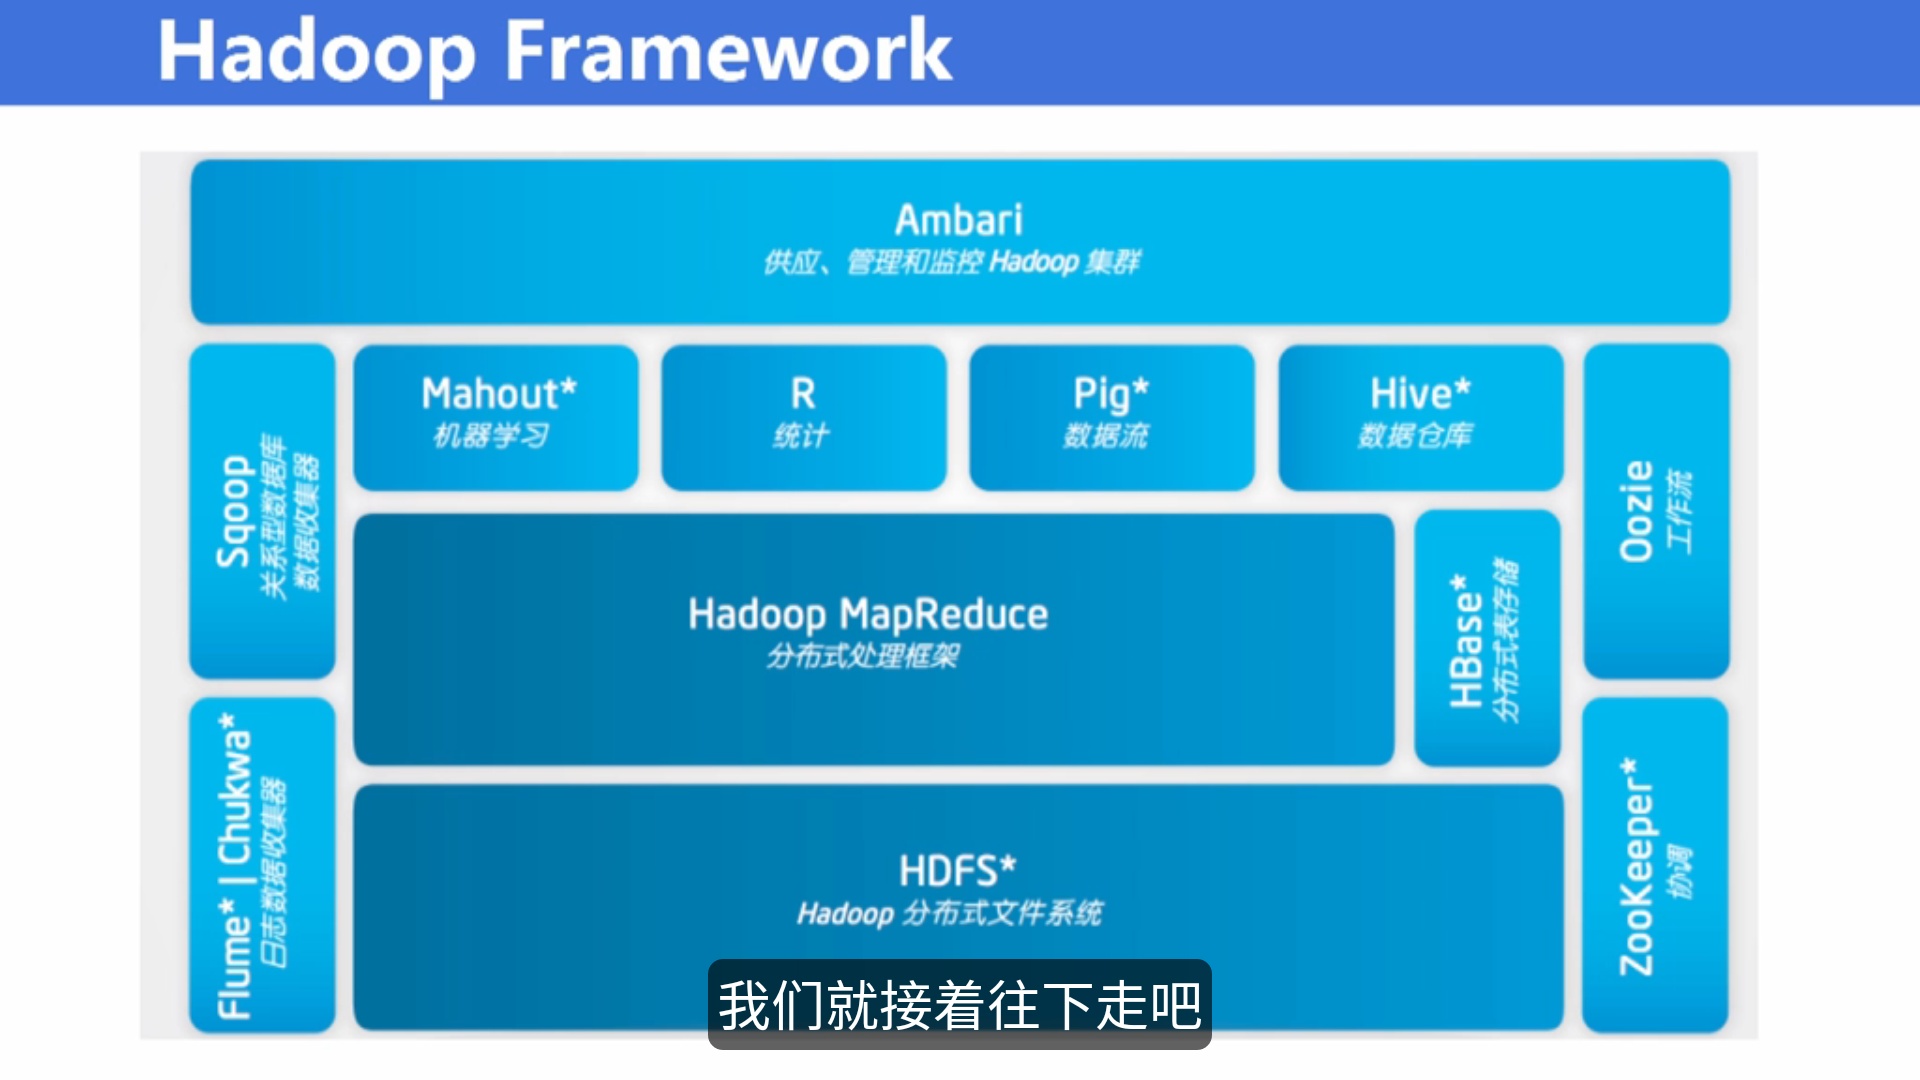 Hadoop Framework
Ambari
供应、管理和监控 Hadoop 集群
Sqoop
关系型数据库
数据收集器
Mahout*
机器学习
R
统计
Pig*
数据流
Hive*
数据仓库
Oozie
工作流
Hadoop MapReduce
分布式处理框架
HBase*
分布式表存储
Flume* | Chukwa*
日志数据收集器
HDFS*
Hadoop 分布式文件系统
ZooKeeper*
协调
我们就接着往下走吧